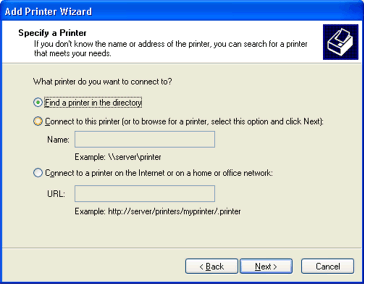 Add Printer Wizard
Specify a Printer
If you don't know the name or address of the printer, you can search for a printer
that meets your needs.
What printer do you want to connect to?
Find a printer in the directory
Connect to this printer (or to browse for a printer, select this option and click Next):
Name:
Example: \\server\printer
Connect to a printer on the Internet or on a home or office network:
URL:
Example: http://server/printers/myprinter/.printer
< Back Next > Cancel